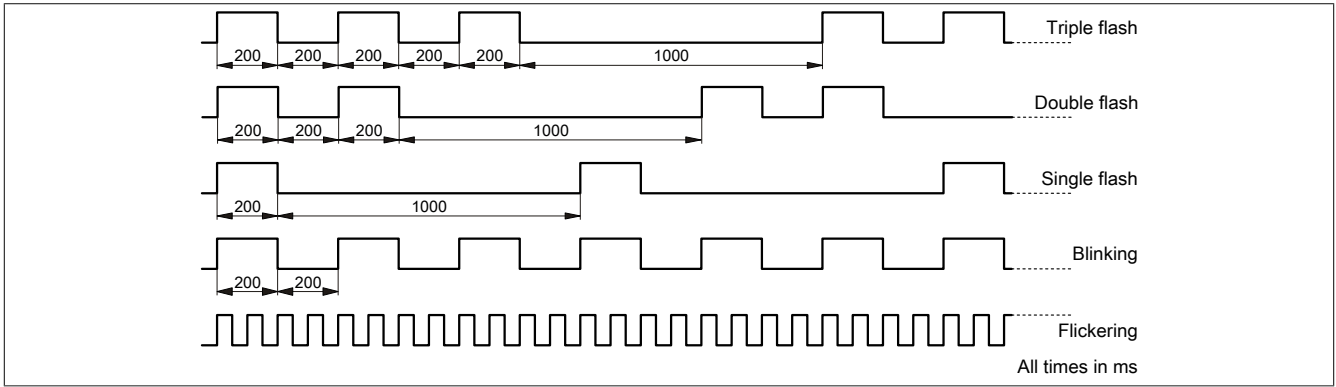 Triple flash
200 200 200 200 200 1000
Double flash
200 200 200 1000
Single flash
200 1000
Blinking
200 200
Flickering
All times in ms